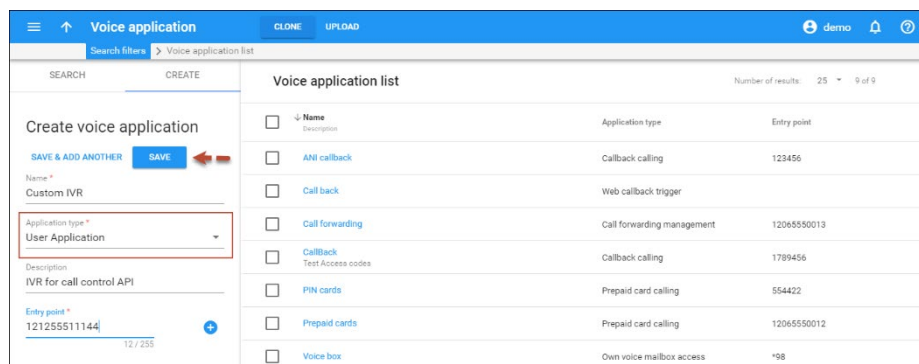 Voice application
CLONE UPLOAD
demo
Search filters > Voice application list
SEARCH CREATE
Create voice application
SAVE & ADD ANOTHER SAVE
Name *
Custom IVR
Application type *
User Application
Description
IVR for call control API
Entry point *
121255511144
12 / 255
Voice application list
Number of results: 25 9 of 9
Name Application type Entry point
Description
ANI callback Callback calling 123456
Call back Web callback trigger
Call forwarding Call forwarding management 12065550013
CallBack Callback calling 1789456
Test Access codes
PIN cards Prepaid card calling 554422
Prepaid cards Prepaid card calling 12065550012
Voice box Own voice mailbox access *98